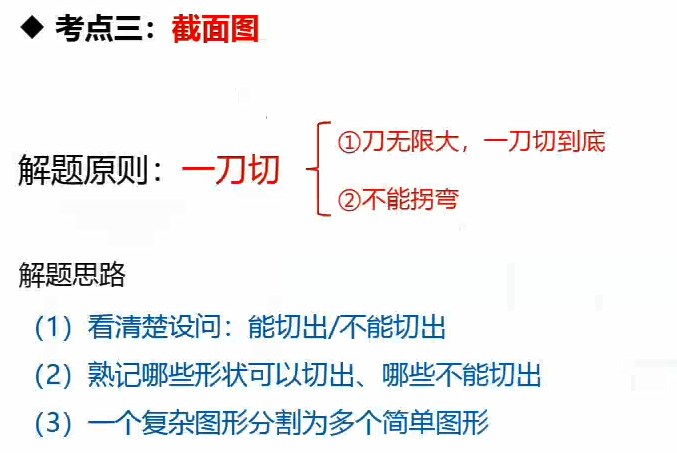 ◆ 考点三：截面图
①刀无限大，一刀切到底
解题原则：一刀切
②不能拐弯
解题思路
（1）看清楚设问：能切出/不能切出
（2）熟记哪些形状可以切出、哪些不能切出
（3）一个复杂图形分割为多个简单图形